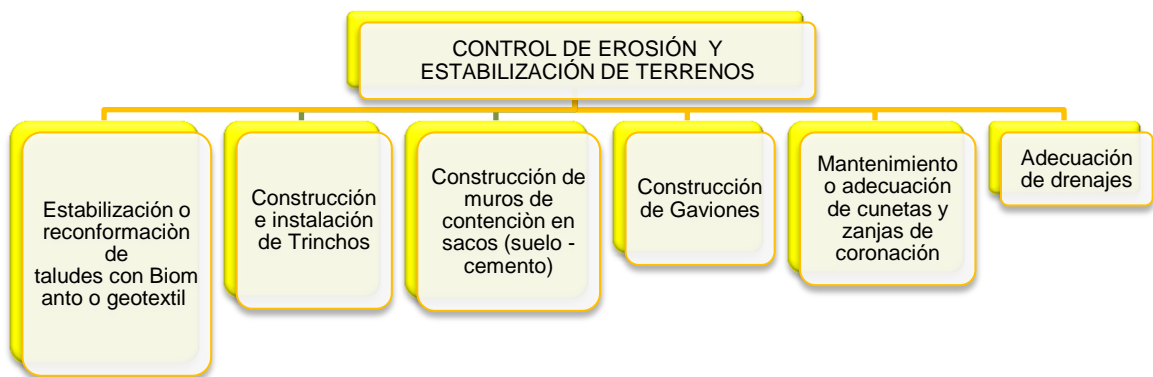 CONTROL DE EROSIÓN Y
ESTABILIZACIÓN DE TERRENOS
Estabilización o
reconformaciòn
de
taludes con Biom
anto o geotextil
Construcción
e instalación
de Trinchos
Construcción de
muros de
contenciòn en
sacos (suelo -
cemento)
Construcción
de Gaviones
Mantenimiento
o adecuación
de cunetas y
zanjas de
coronación
Adecuación
de drenajes